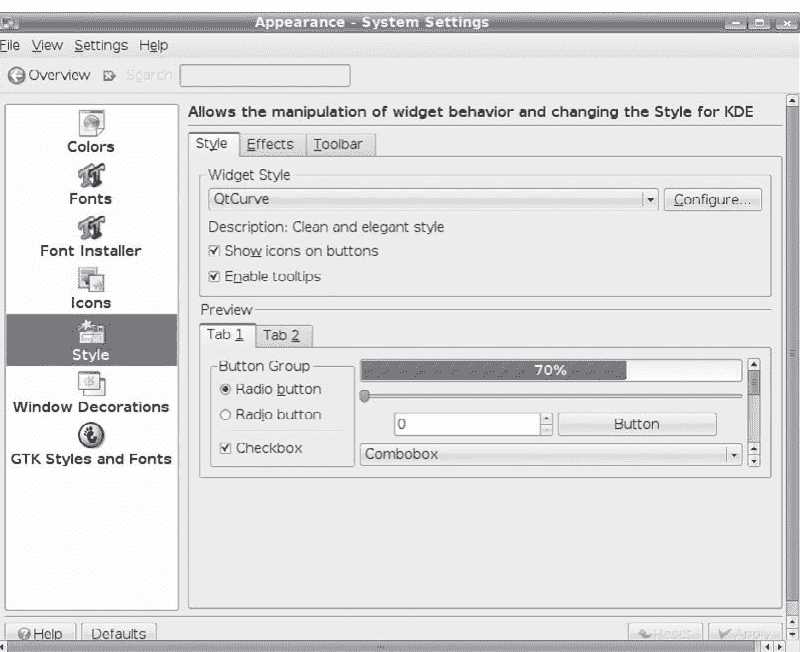 Appearance - System Settings
File View Settings Help
Overview Search:
Allows the manipulation of widget behavior and changing the Style for KDE
Colors
Fonts
Font Installer
Icons
Style
Window Decorations
GTK Styles and Fonts
Style Effects Toolbar
Widget Style
QtCurve Configure...
Description: Clean and elegant style
Show icons on buttons
Enable tooltips
Preview
Tab 1 Tab 2
Button Group
Radio button
Radio button
Checkbox
70%
0 Button
Combobox
Help Defaults Reset Apply